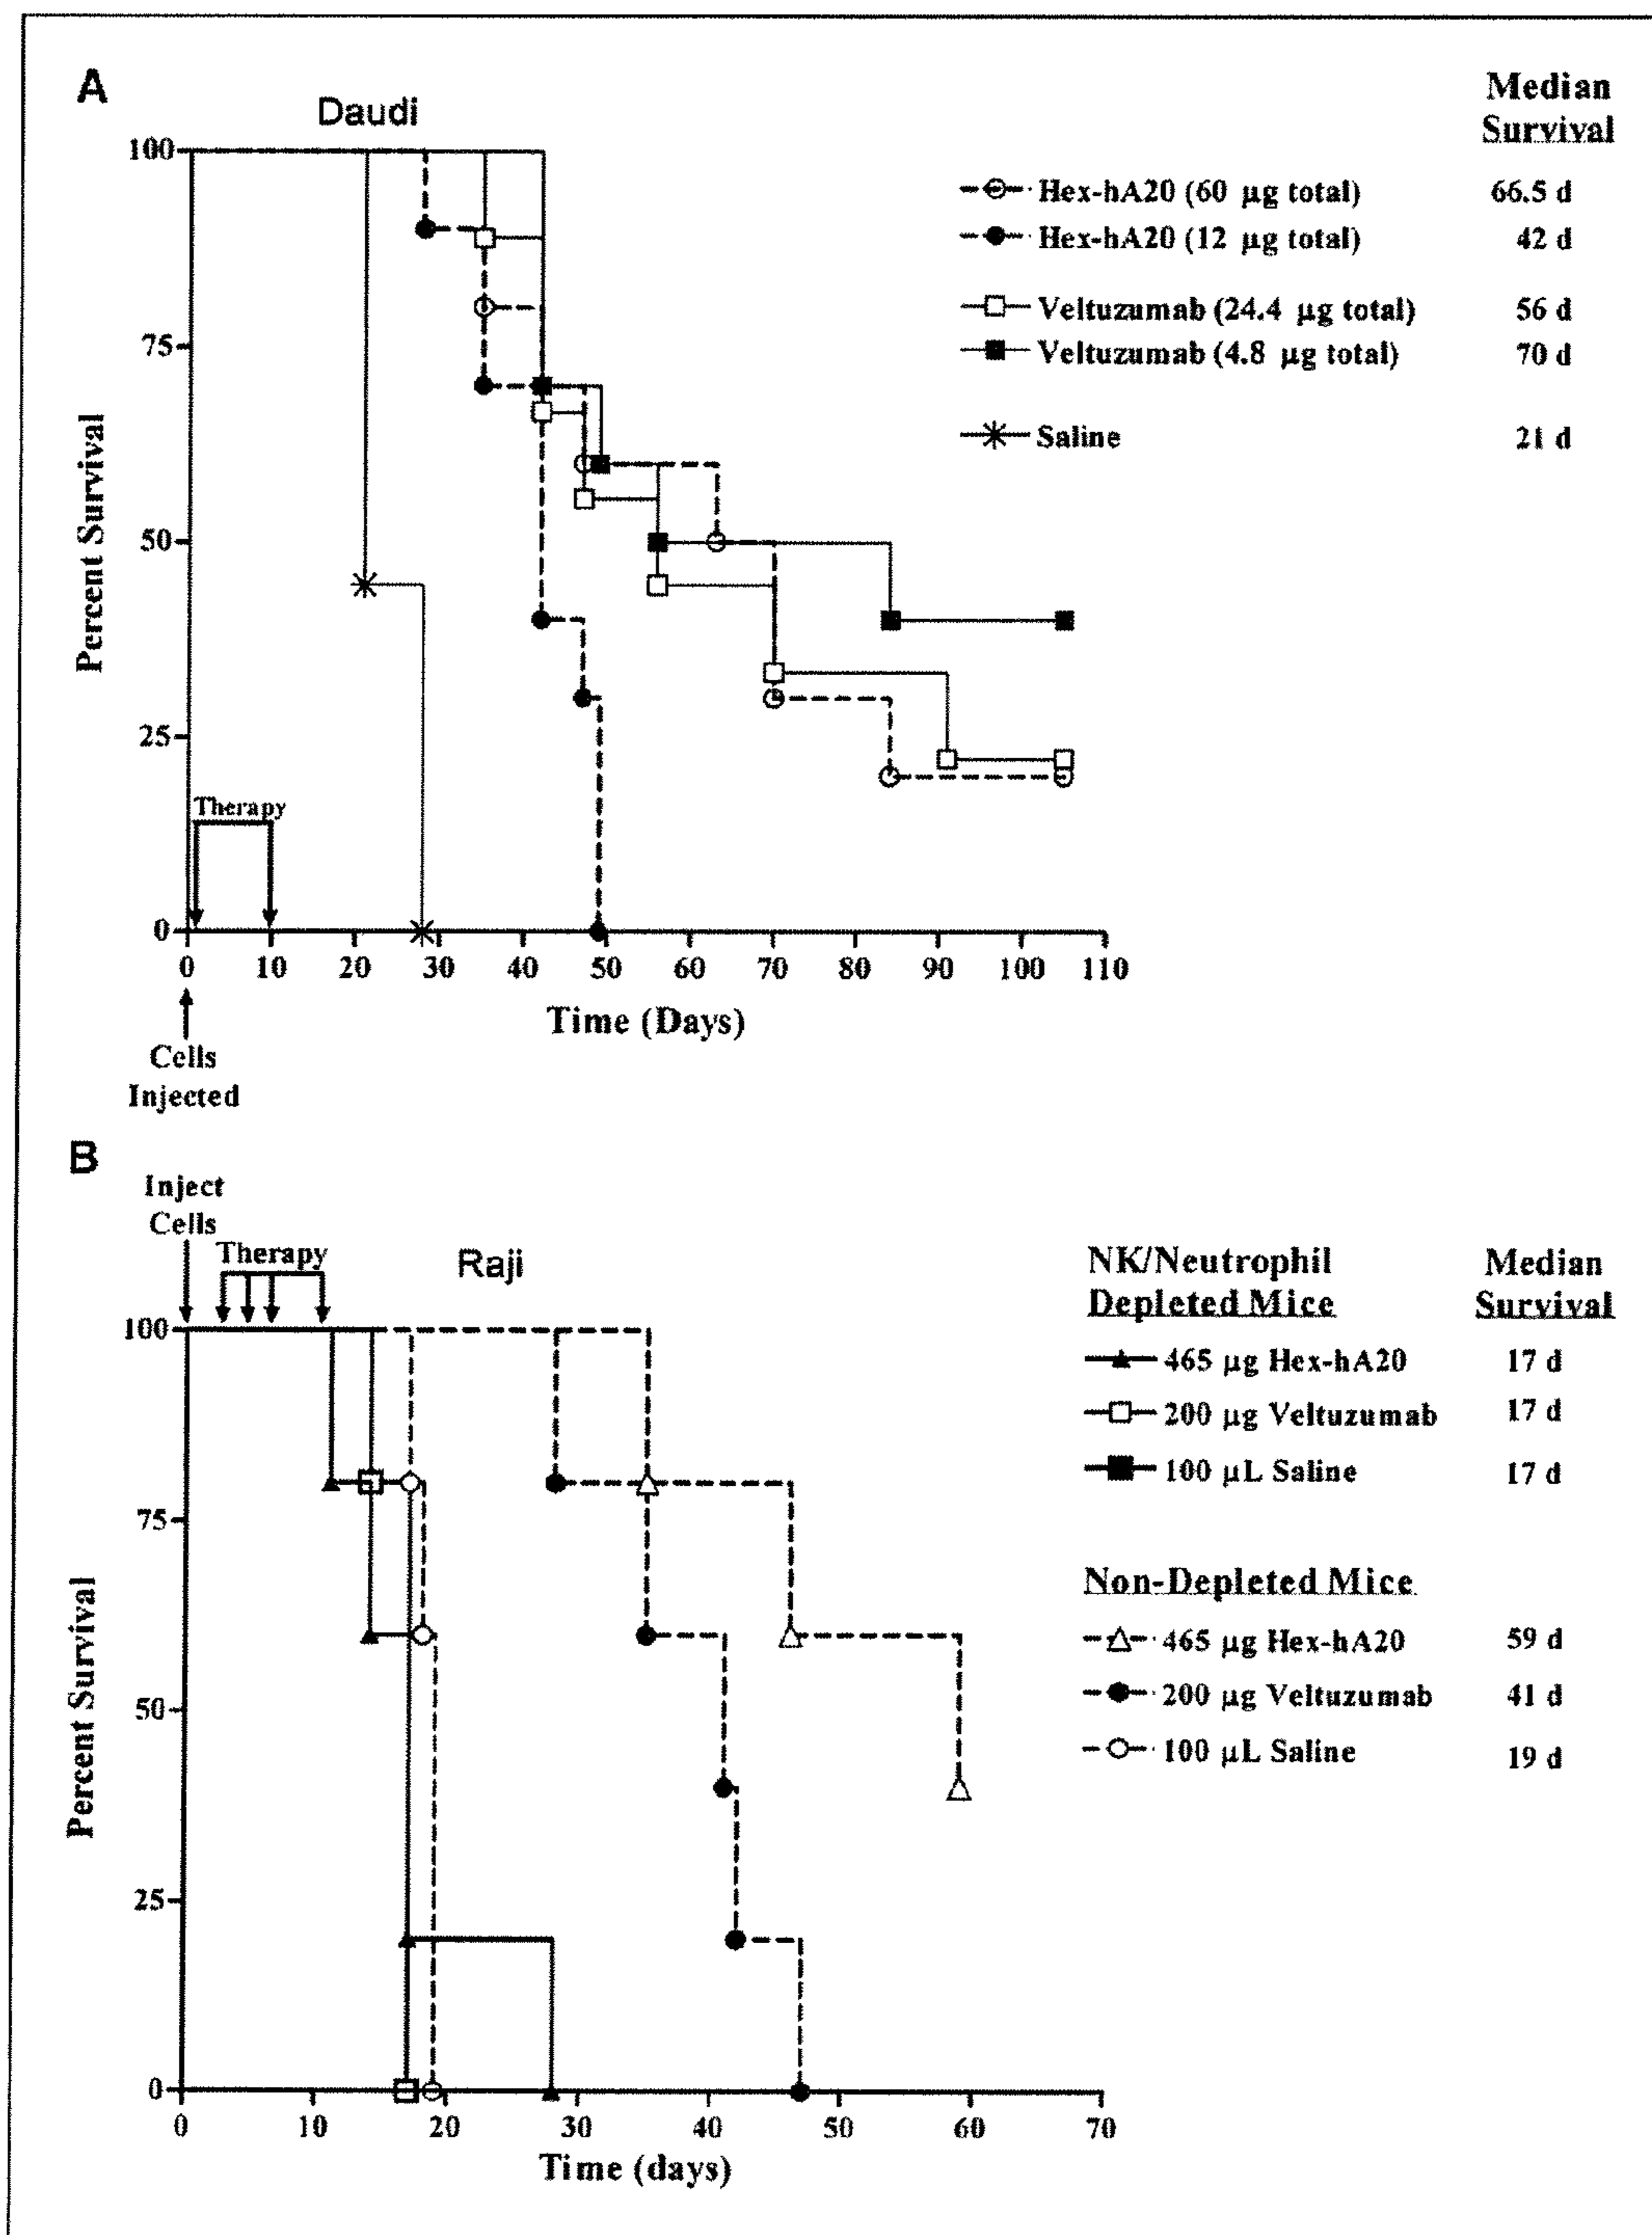 A
Daudi
Median
Survival
Hex-hA20 (60 µg total) 66.5 d
Hex-hA20 (12 µg total) 42 d
Veltuzumab (24.4 µg total) 56 d
Veltuzumab (4.8 µg total) 70 d
Saline 21 d
Percent Survival
100
75
50
25
0
Therapy
0 10 20 30 40 50 60 70 80 90 100 110
Time (Days)
Cells
Injected
B
Inject
Cells
Therapy
Raji
NK/Neutrophil
Depleted Mice
Median
Survival
465 µg Hex-hA20 17 d
200 µg Veltuzumab 17 d
100 µL Saline 17 d
Non-Depleted Mice
465 µg Hex-hA20 59 d
200 µg Veltuzumab 41 d
100 µL Saline 19 d
Percent Survival
100
75
50
25
0
0 10 20 30 40 50 60 70
Time (days)